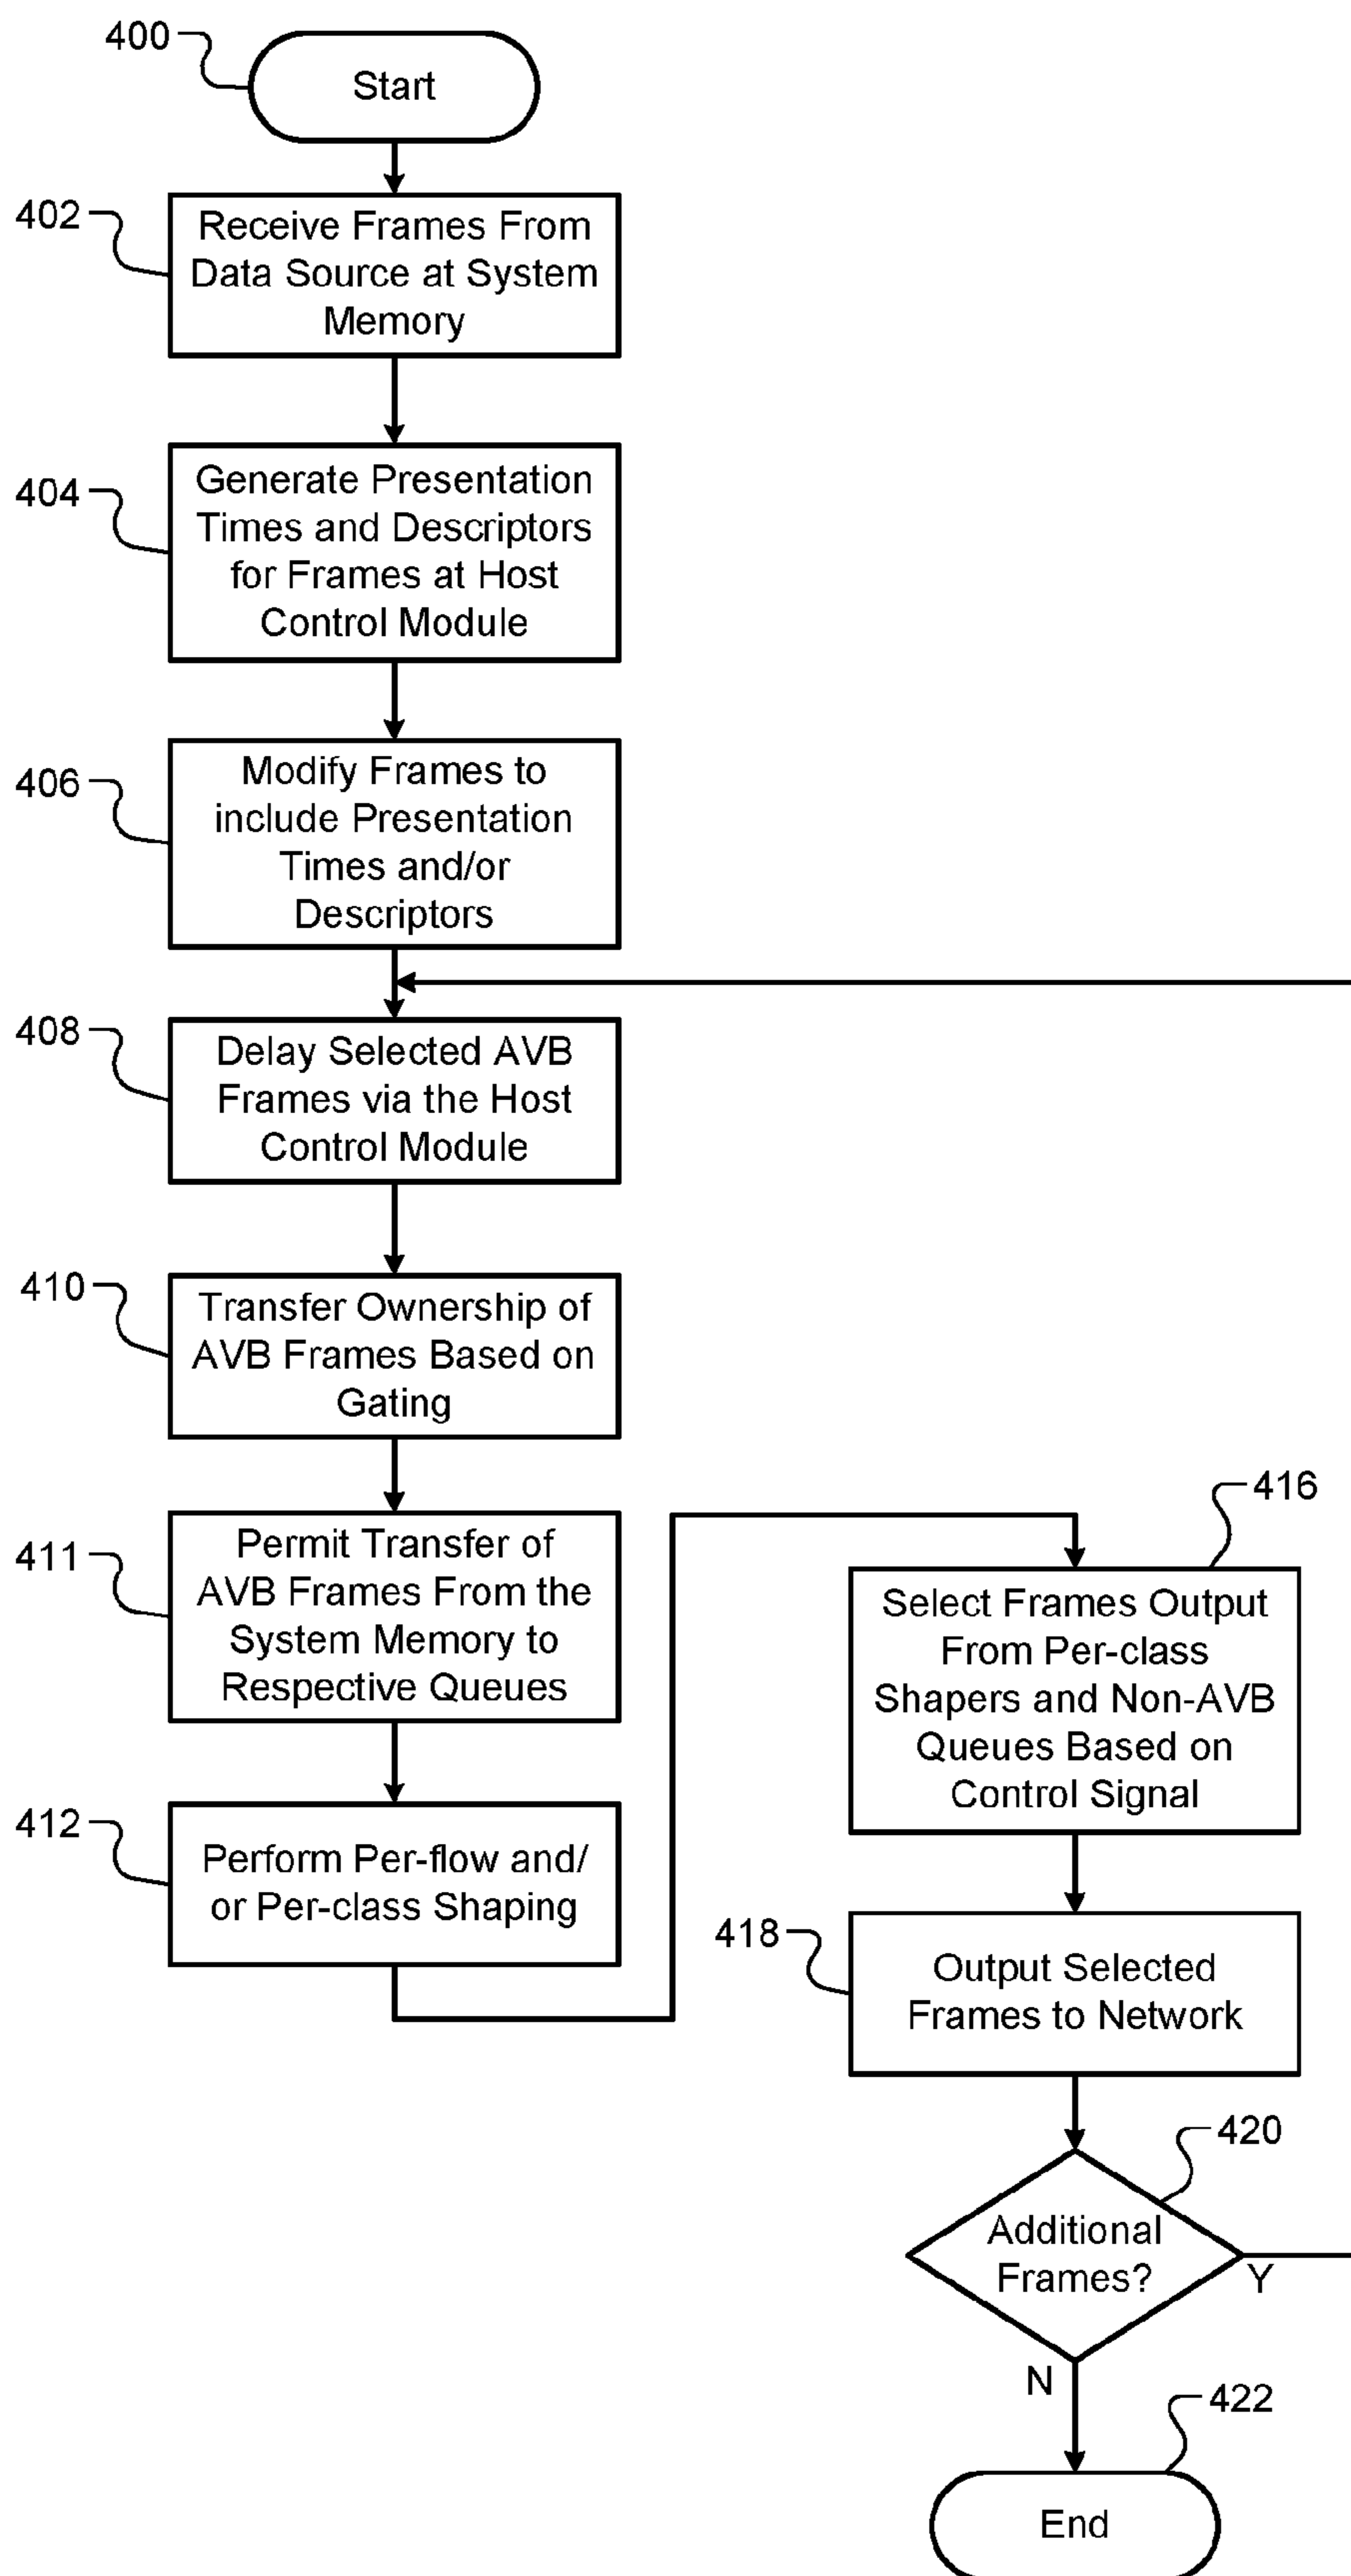 400
Start
402
Receive Frames From
Data Source at System
Memory
404
Generate Presentation
Times and Descriptors
for Frames at Host
Control Module
406
Modify Frames to
include Presentation
Times and/or
Descriptors
408
Delay Selected AVB
Frames via the Host
Control Module
410
Transfer Ownership of
AVB Frames Based on
Gating
411
Permit Transfer of
AVB Frames From the
System Memory to
Respective Queues
412
Perform Per-flow and/
or Per-class Shaping
416
Select Frames Output
From Per-class
Shapers and Non-AVB
Queues Based on
Control Signal
418
Output Selected
Frames to Network
420
Additional
Frames?
Y
N
422
End